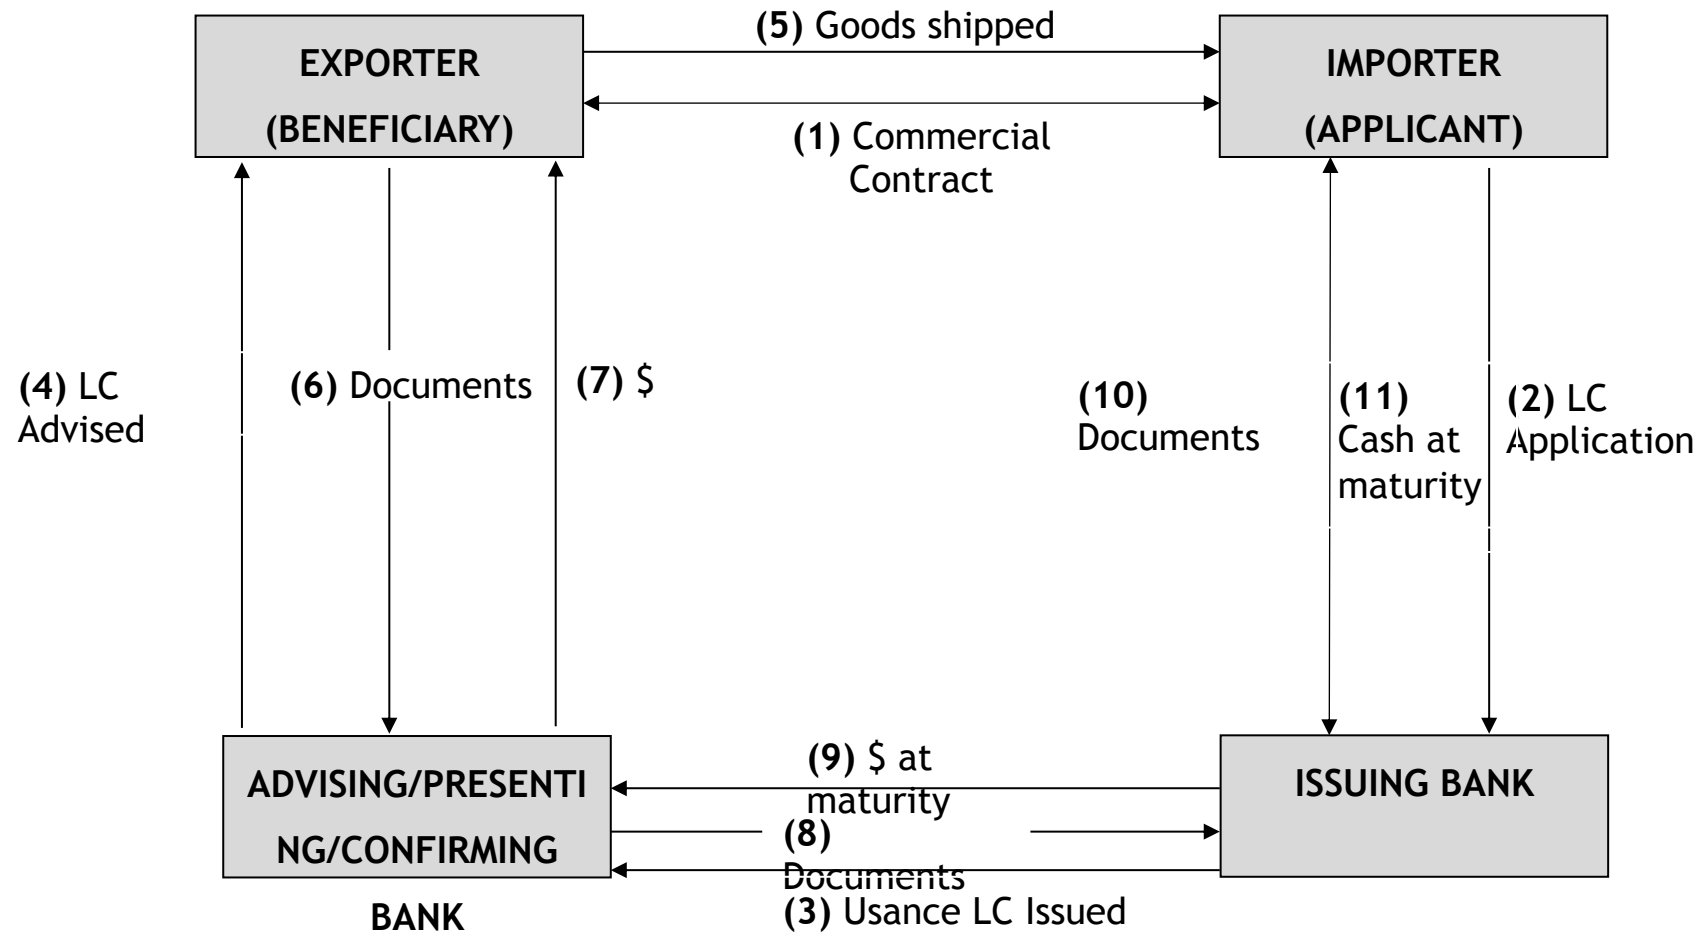 (5) Goods shipped
EXPORTER
(BENEFICIARY)
IMPORTER
(APPLICANT)
(1) Commercial
Contract
(4) LC
Advised
(6) Documents
(7) $
(10)
Documents
(11)
Cash at
maturity
(2) LC
Application
(9) $ at
maturity
ADVISING/PRESENTI
NG/CONFIRMING
BANK
ISSUING BANK
(8)
Documents
(3) Usance LC Issued